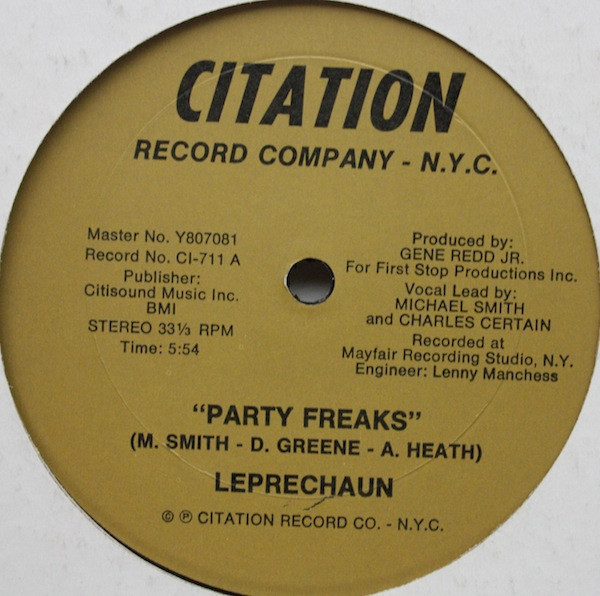 CITATION
RECORD COMPANY - N.Y.C.
Master No. Y807081
Record No. CI-711 A
Publisher:
Citisound Music Inc.
BMI
STEREO 33⅓ RPM
Time: 5:54
Produced by:
GENE REDD JR.
For First Stop Productions Inc.
Vocal Lead by:
MICHAEL SMITH
and CHARLES CERTAIN
Recorded at
Mayfair Recording Studio, N.Y.
Engineer: Lenny Manchess
"PARTY FREAKS"
(M. SMITH - D. GREENE - A. HEATH)
LEPRECHAUN
© ℗ CITATION RECORD CO. - N.Y.C.